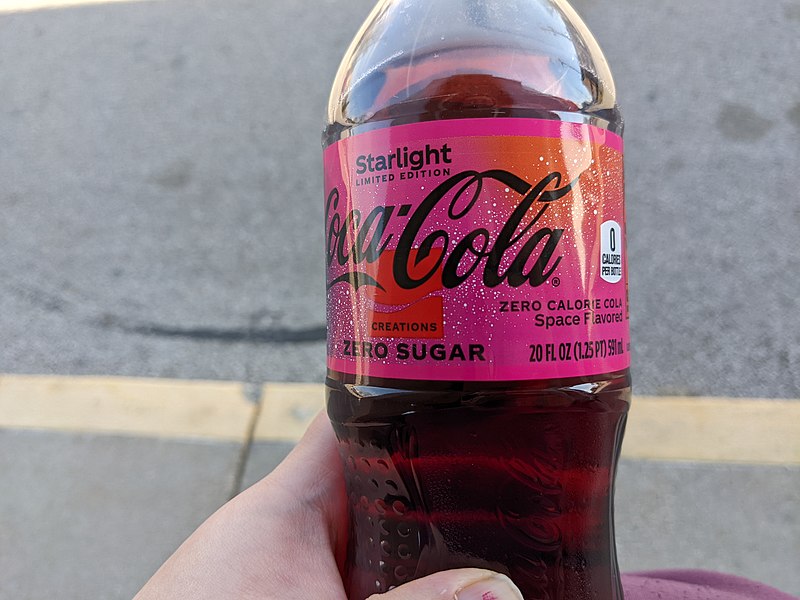 Starlight
LIMITED EDITION
Coca-Cola®
0
CALORIES
PER BOTTLE
CREATIONS
ZERO CALORIE COLA
Space Flavored
ZERO SUGAR
20 FL OZ (1.25 PT) 591 mL